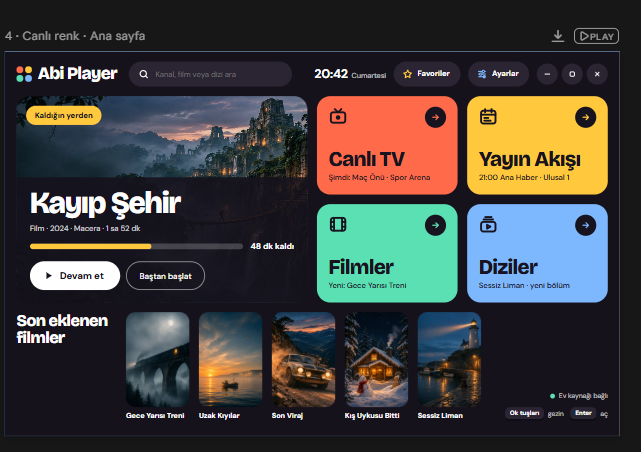 4 · Canlı renk · Ana sayfa
PLAY
Abi Player
Kanal, film veya dizi ara
20:42 Cumartesi
Favoriler
Ayarlar
Kaldığın yerden
Kayıp Şehir
Film · 2024 · Macera · 1 sa 52 dk
48 dk kaldı
Devam et
Baştan başlat
Canlı TV
Şimdi: Maç Önü · Spor Arena
Yayın Akışı
21:00 Ana Haber · Ulusal 1
Filmler
Yeni: Gece Yarısı Treni
Diziler
Sessiz Liman · yeni bölüm
Son eklenen
filmler
Gece Yarısı Treni
Uzak Kıyılar
Son Viraj
Kış Uykusu Bitti
Sessiz Liman
Ev kaynağı bağlı
Ok tuşları gezin Enter aç